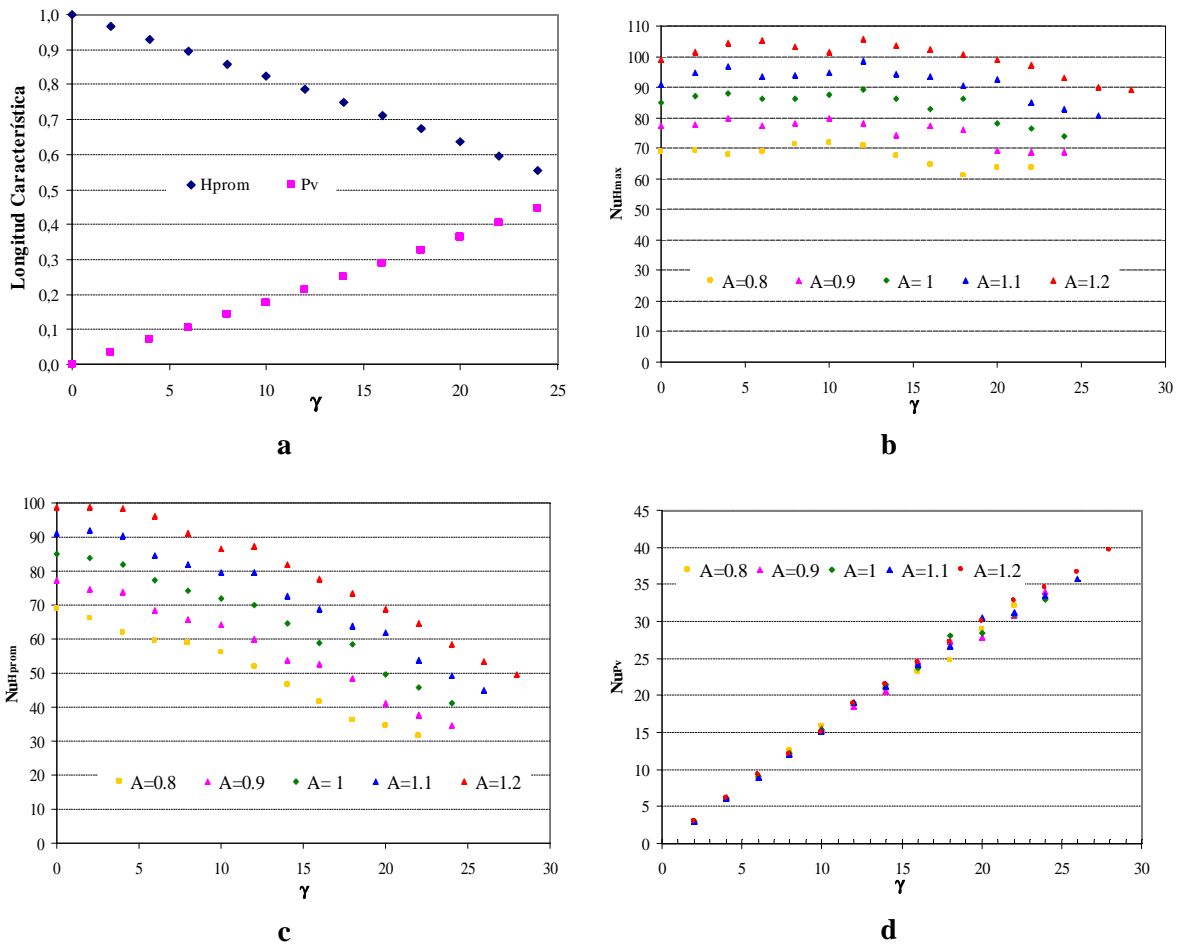 Longitud Característica
1,0
0,9
0,8
0,7
0,6
0,5
0,4
0,3
0,2
0,1
0,0
Hprom Pv
0 5 10 15 20 25
γ
a
NuHmax
110
100
90
80
70
60
50
40
30
20
10
0
A=0.8 A=0.9 A= 1 A=1.1 A=1.2
0 5 10 15 20 25 30
γ
b
NuHprom
100
90
80
70
60
50
40
30
20
10
0
A=0.8 A=0.9 A= 1 A=1.1 A=1.2
0 5 10 15 20 25 30
γ
c
NuPv
45
40
35
30
25
20
15
10
5
0
A=0.8 A=0.9 A=1 A=1.1 A=1.2
0 5 10 15 20 25 30
γ
d